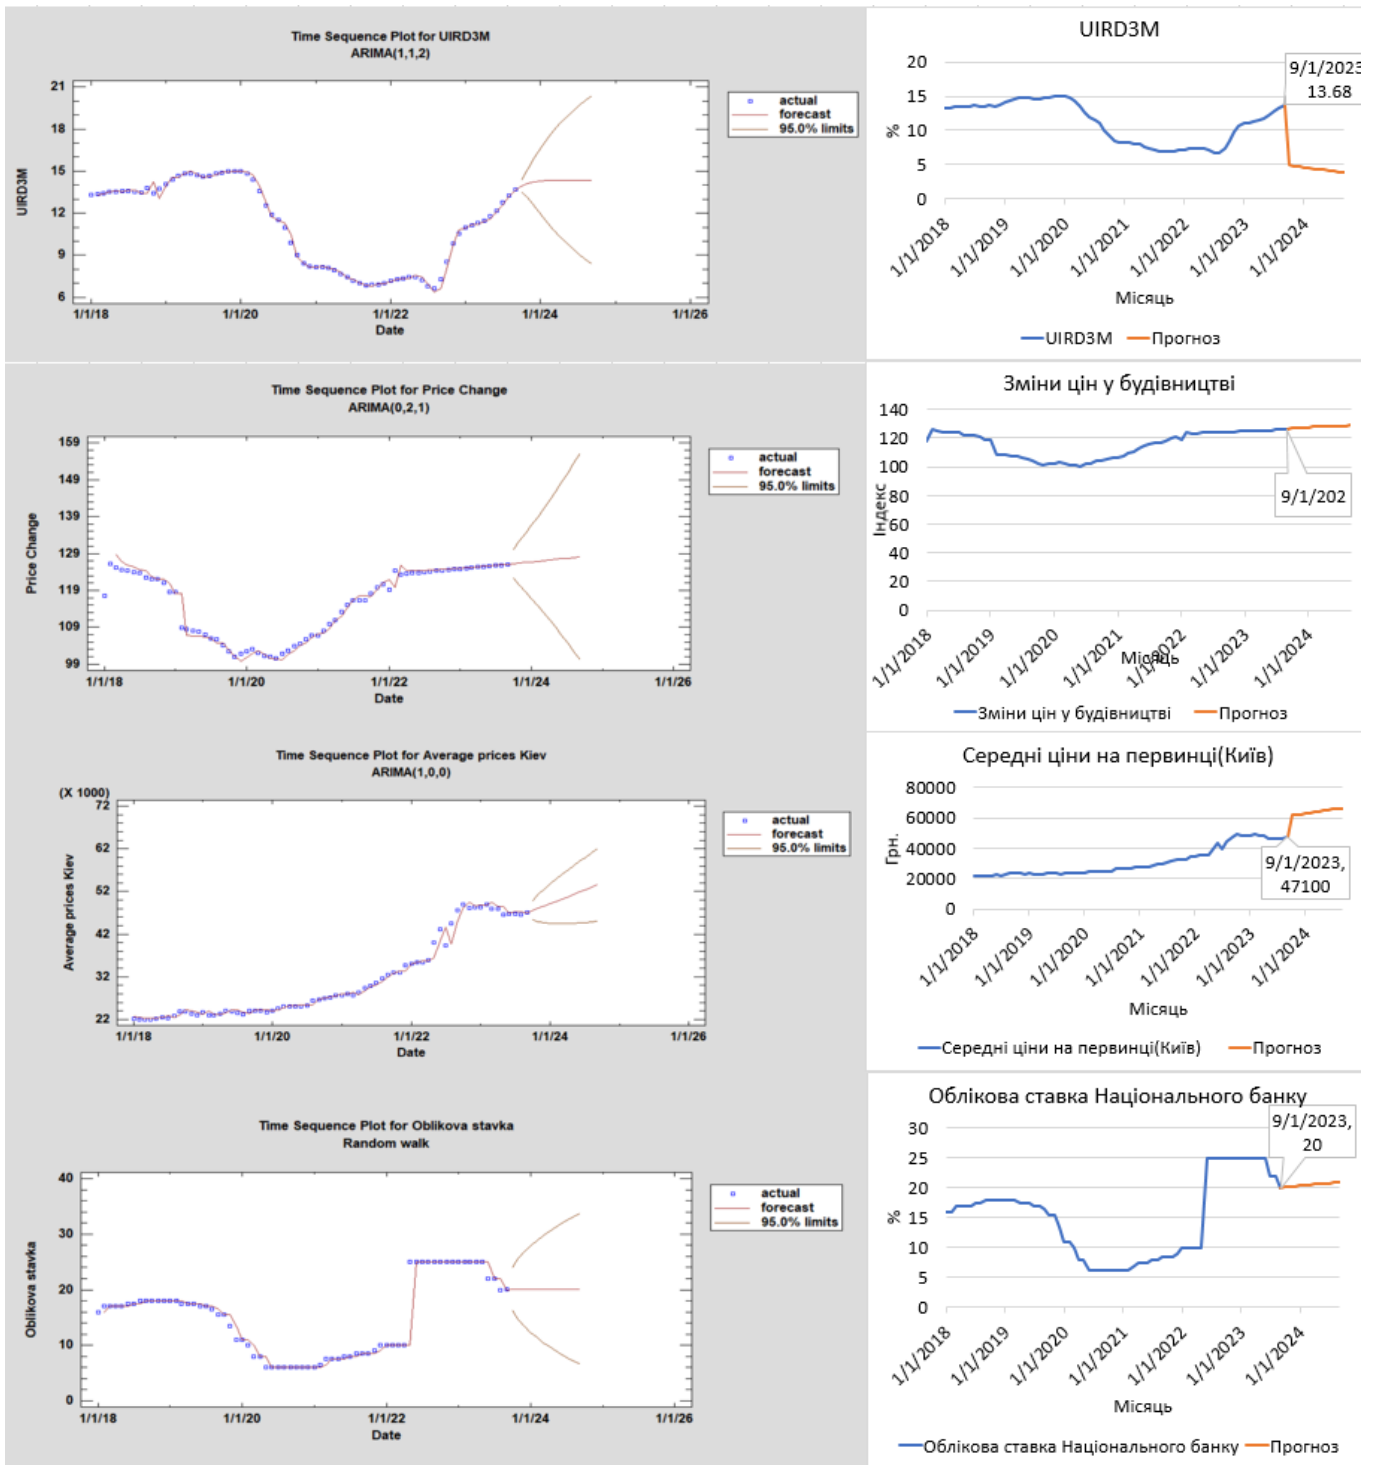 Time Sequence Plot for UIRD3M
ARIMA(1,1,2)
21
18
15
12
9
6
UIRD3M
1/1/18
1/1/20
1/1/22
1/1/24
1/1/26
Date
actual
forecast
95.0% limits
UIRD3M
20
15
10
5
0
%
9/1/2023
13.68
1/1/2018
1/1/2019
1/1/2020
1/1/2021
1/1/2022
1/1/2023
1/1/2024
Місяць
UIRD3M
Прогноз
Time Sequence Plot for Price Change
ARIMA(0,2,1)
159
149
139
129
119
109
99
Price Change
1/1/18
1/1/20
1/1/22
1/1/24
1/1/26
Date
actual
forecast
95.0% limits
Зміни цін у будівництві
140
120
100
80
60
40
20
0
Індекс
9/1/202
1/1/2018
1/1/2019
1/1/2020
1/1/2021
1/1/2022
1/1/2023
1/1/2024
Місяць
Зміни цін у будівництві
Прогноз
Time Sequence Plot for Average prices Kiev
ARIMA(1,0,0)
(X 1000)
72
62
52
42
32
22
Average prices Kiev
1/1/18
1/1/20
1/1/22
1/1/24
1/1/26
Date
actual
forecast
95.0% limits
Середні ціни на первинці(Київ)
80000
60000
40000
20000
0
Грн.
9/1/2023,
47100
1/1/2018
1/1/2019
1/1/2020
1/1/2021
1/1/2022
1/1/2023
1/1/2024
Місяць
Середні ціни на первинці(Київ)
Прогноз
Time Sequence Plot for Oblikova stavka
Random walk
40
30
20
10
0
Oblikova stavka
1/1/18
1/1/20
1/1/22
1/1/24
1/1/26
Date
actual
forecast
95.0% limits
Облікова ставка Національного банку
30
25
20
15
10
5
0
%
9/1/2023,
20
1/1/2018
1/1/2019
1/1/2020
1/1/2021
1/1/2022
1/1/2023
1/1/2024
Місяць
Облікова ставка Національного банку
Прогноз